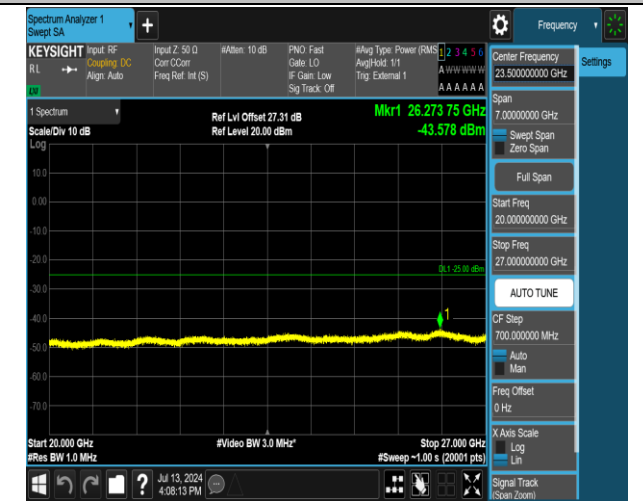 Spectrum Analyzer 1
Swept SA
+
Frequency
KEYSIGHT
RL
Input: RF
Coupling: DC
Align: Auto
Input Z: 50 Ω
Corr CCorr
Freq Ref: Int (S)
#Atten: 10 dB
PNO: Fast
Gate: LO
IF Gain: Low
Sig Track: Off
#Avg Type: Power (RMS
Avg|Hold: 1/1
Trig: External 1
1 2 3 4 5 6
A W W W W W
A A A A A A
1 Spectrum
Scale/Div 10 dB
Log
Ref Lvl Offset 27.31 dB
Ref Level 20.00 dBm
Mkr1 26.273 75 GHz
-43.578 dBm
10.0
0.00
-10.0
-20.0
DL1 -25.00 dBm
-30.0
-40.0
1
-50.0
-60.0
-70.0
Start 20.000 GHz
#Res BW 1.0 MHz
#Video BW 3.0 MHz*
Stop 27.000 GHz
#Sweep ~1.00 s (20001 pts)
Center Frequency
23.500000000 GHz
Settings
Span
7.00000000 GHz
Swept Span
Zero Span
Full Span
Start Freq
20.000000000 GHz
Stop Freq
27.000000000 GHz
AUTO TUNE
CF Step
700.000000 MHz
Auto
Man
Freq Offset
0 Hz
X Axis Scale
Log
Lin
Signal Track
(Span Zoom)
?
Jul 13, 2024
4:08:13 PM